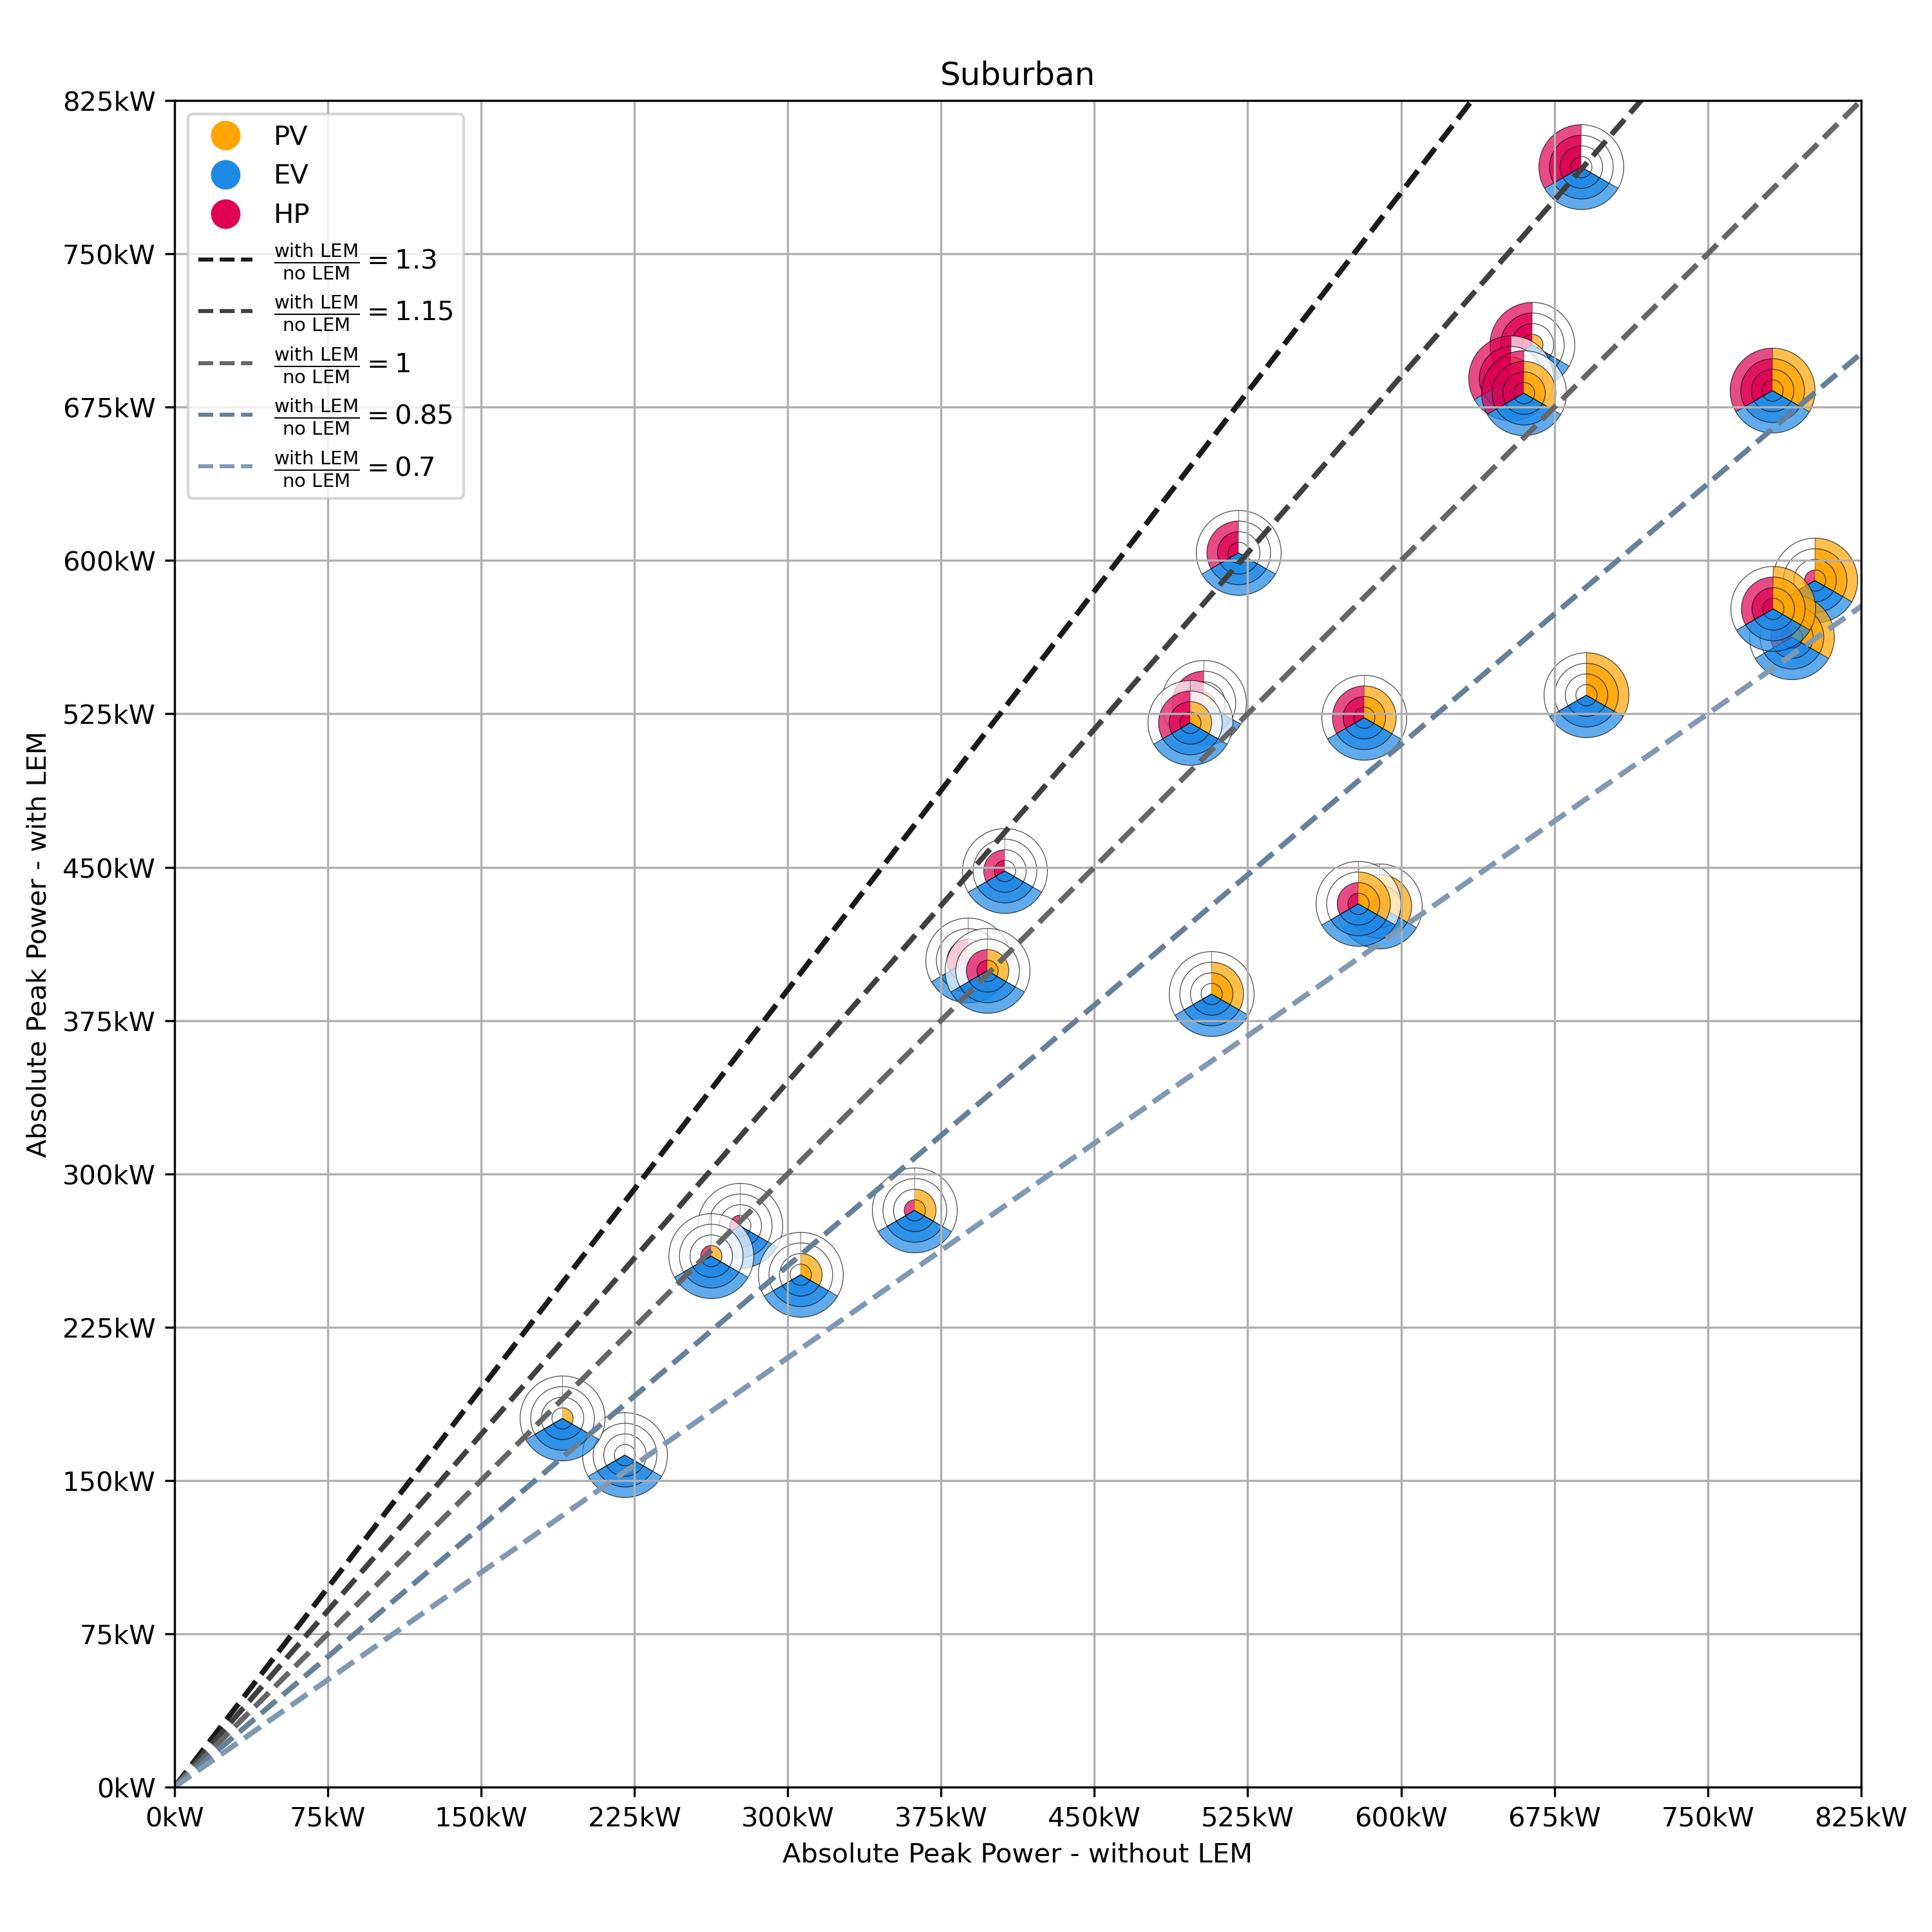 Suburban
825kW
750kW
675kW
600kW
525kW
450kW
375kW
300kW
225kW
150kW
75kW
0kW
Absolute Peak Power - with LEM
PV
EV
HP
with LEM
no LEM
= 1.3
with LEM
no LEM
= 1.15
with LEM
no LEM
= 1
with LEM
no LEM
= 0.85
with LEM
no LEM
= 0.7
0kW 75kW 150kW 225kW 300kW 375kW 450kW 525kW 600kW 675kW 750kW 825kW
Absolute Peak Power - without LEM